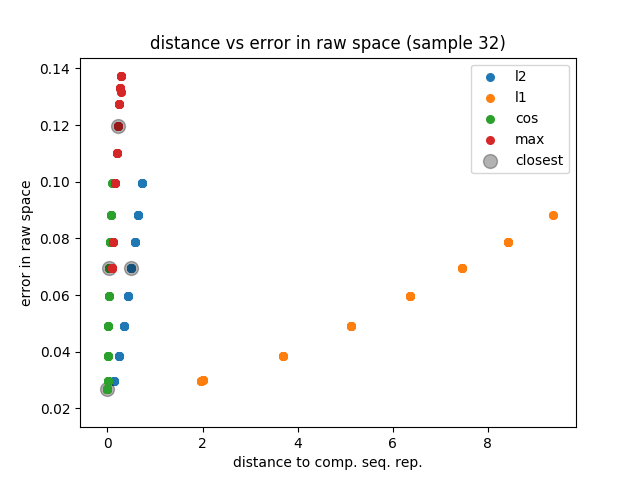 distance vs error in raw space (sample 32)
0.14
0.12
0.10
0.08
0.06
0.04
0.02
error in raw space
l2
l1
cos
max
closest
0 2 4 6 8
distance to comp. seq. rep.